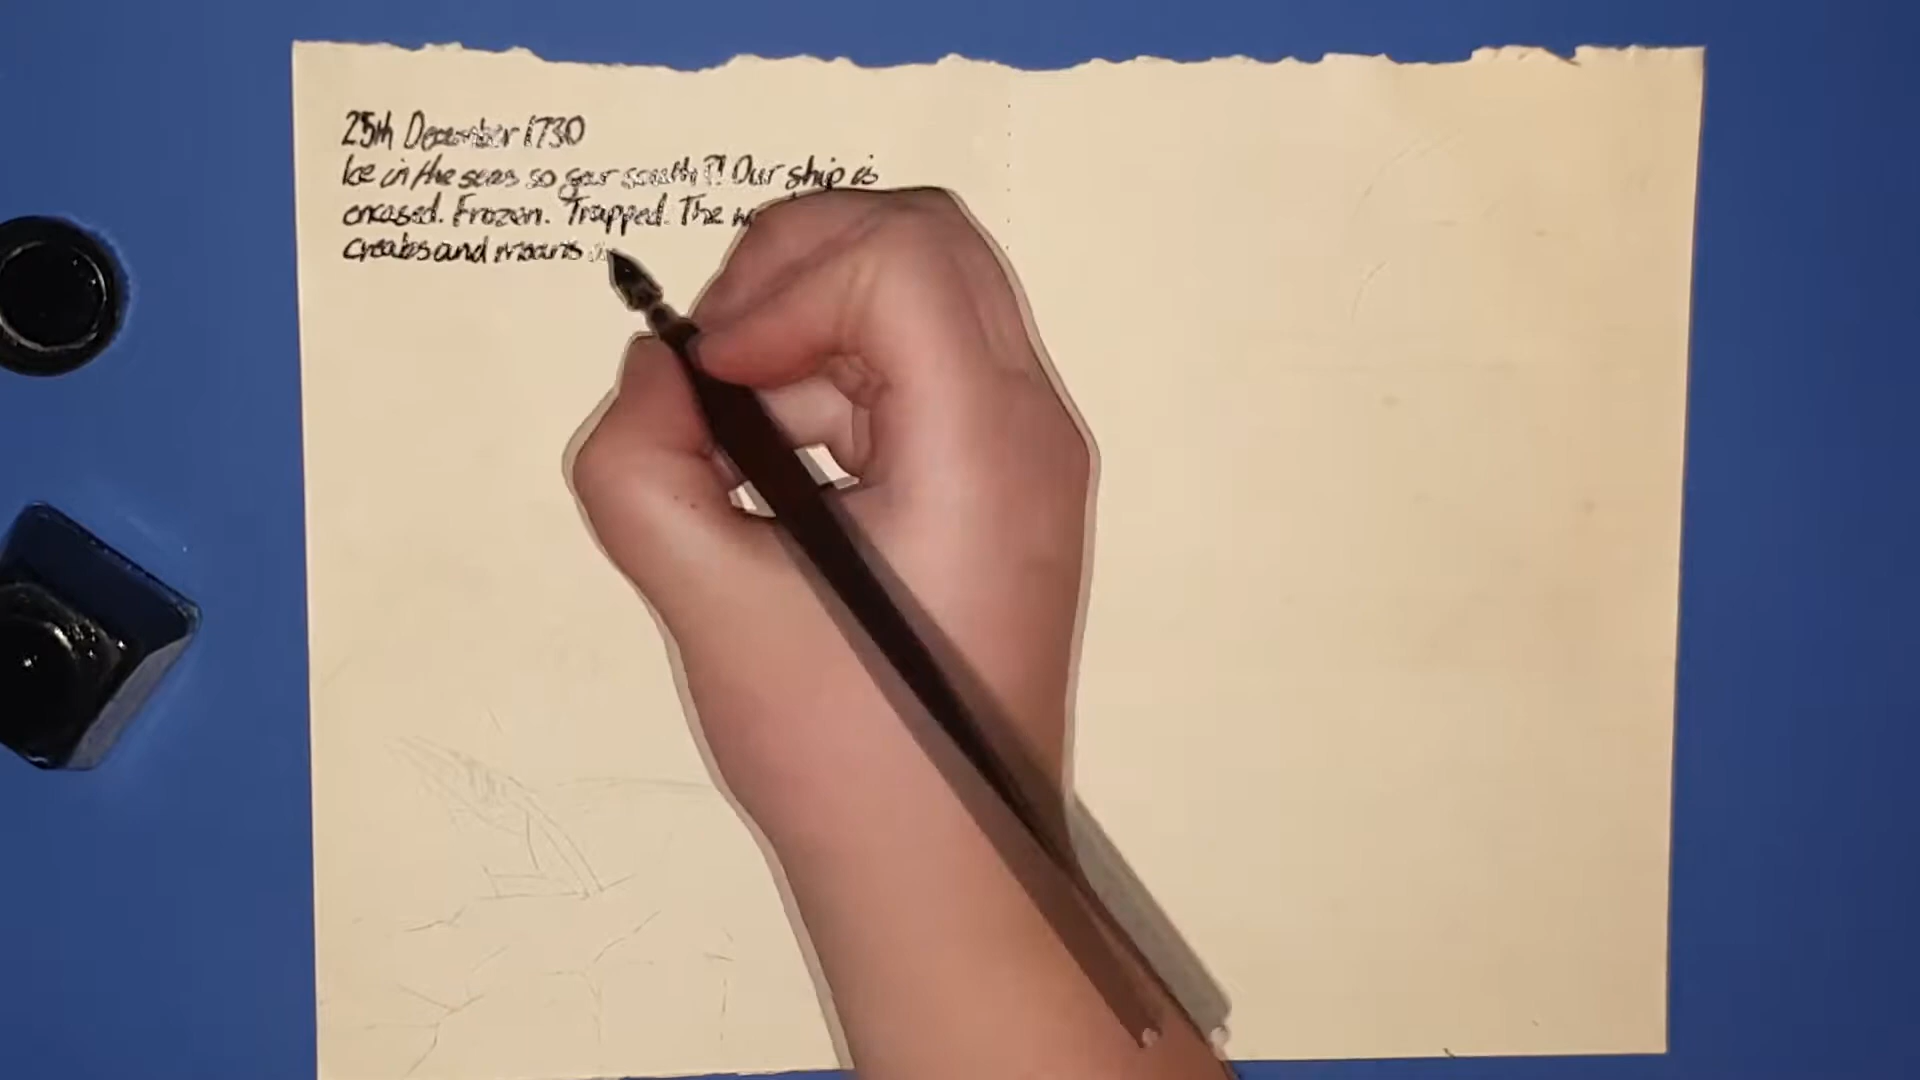 25th December 1730
Ice in the seas so far south?! Our ship is
encased. Frozen. Trapped. The
creaks and moans